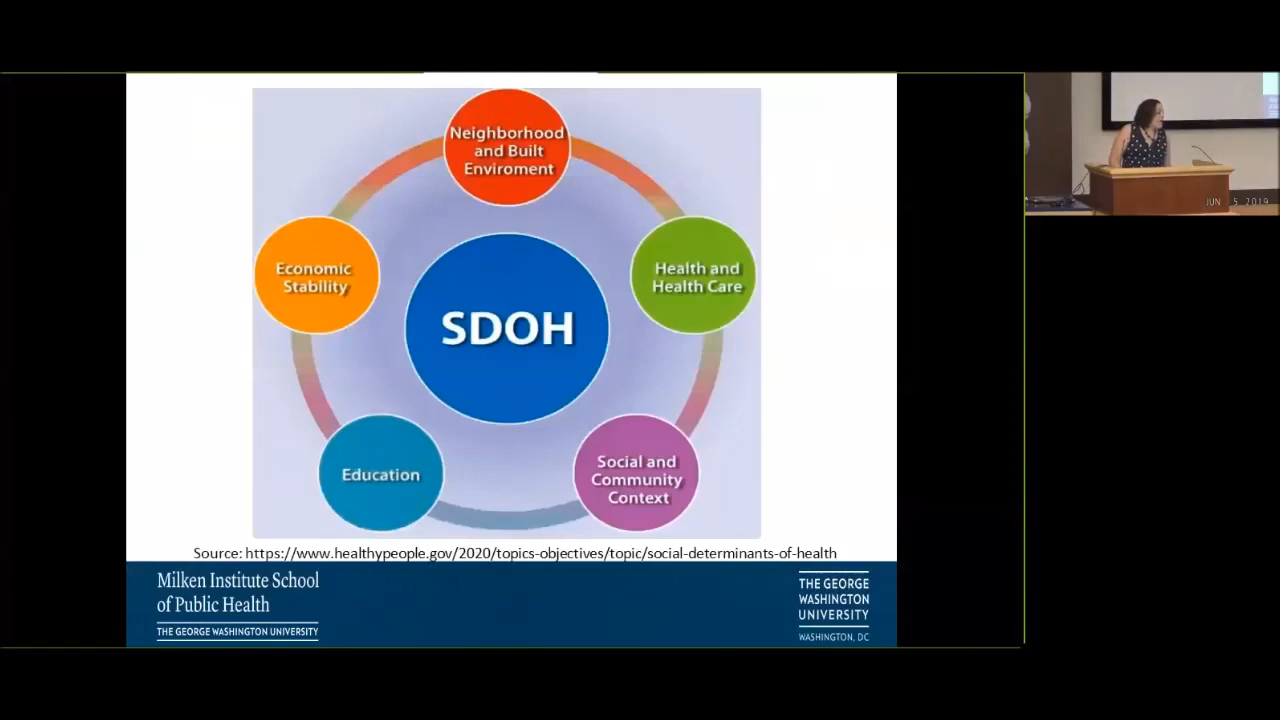 Neighborhood
and Built
Enviroment
Economic
Stability
Health and
Health Care
SDOH
Education
Social and
Community
Context
Source: https://www.healthypeople.gov/2020/topics-objectives/topic/social-determinants-of-health
Milken Institute School
of Public Health
THE GEORGE WASHINGTON UNIVERSITY
THE GEORGE
WASHINGTON
UNIVERSITY
WASHINGTON, DC
JUN 5 2019